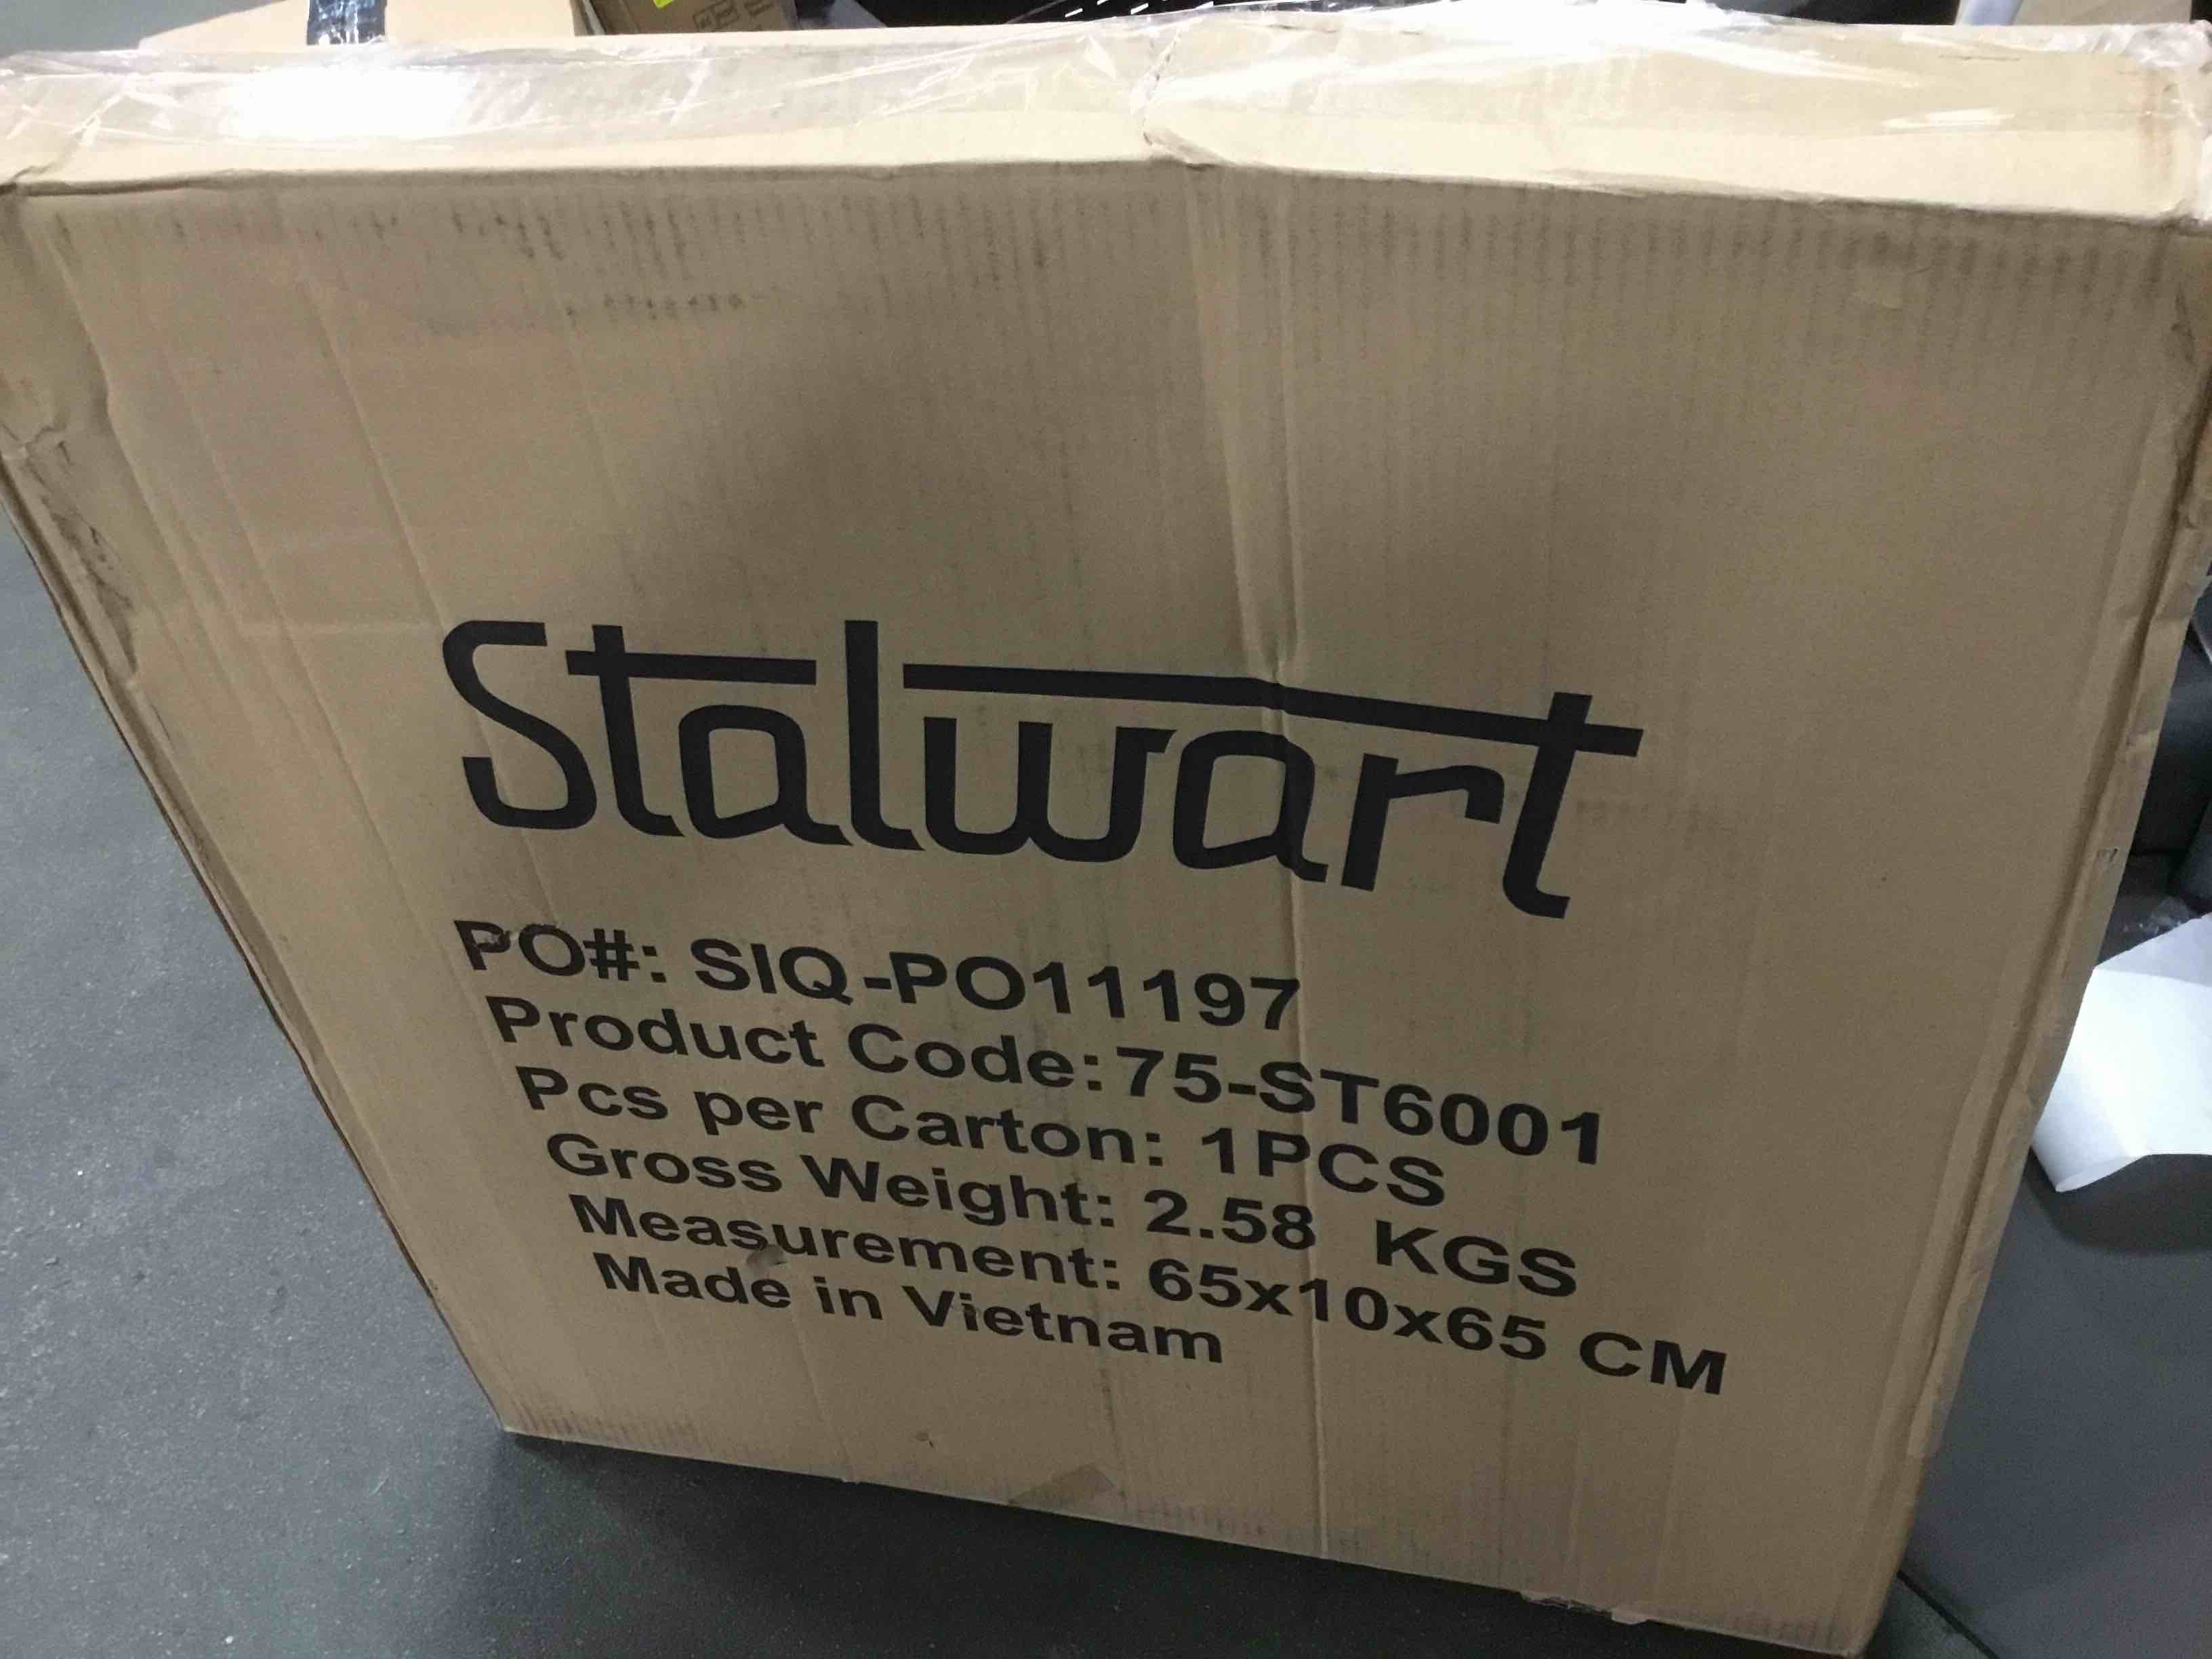 Stalwart
PO#: SIQ-PO11197
Product Code: 75-ST6001
Pcs per Carton: 1PCS
Gross Weight: 2.58 KGS
Measurement: 65x10x65 CM
Made in Vietnam